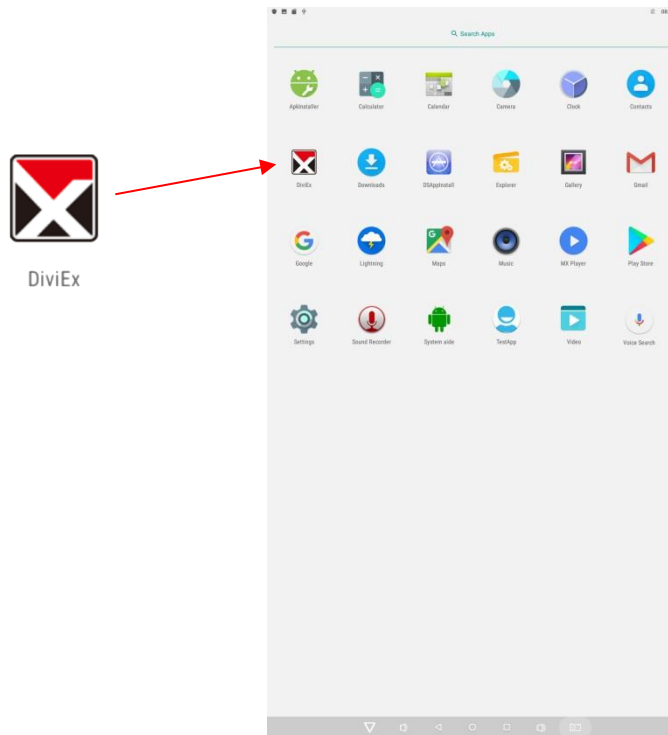 Search Apps
ApkInstaller
Calculator
Calendar
Camera
Clock
Contacts
DiviEx
Downloads
DSAppInstall
Explorer
Gallery
Gmail
Google
Lightning
Maps
Music
MX Player
Play Store
Settings
Sound Recorder
System aide
TestApp
Video
Voice Search
DiviEx